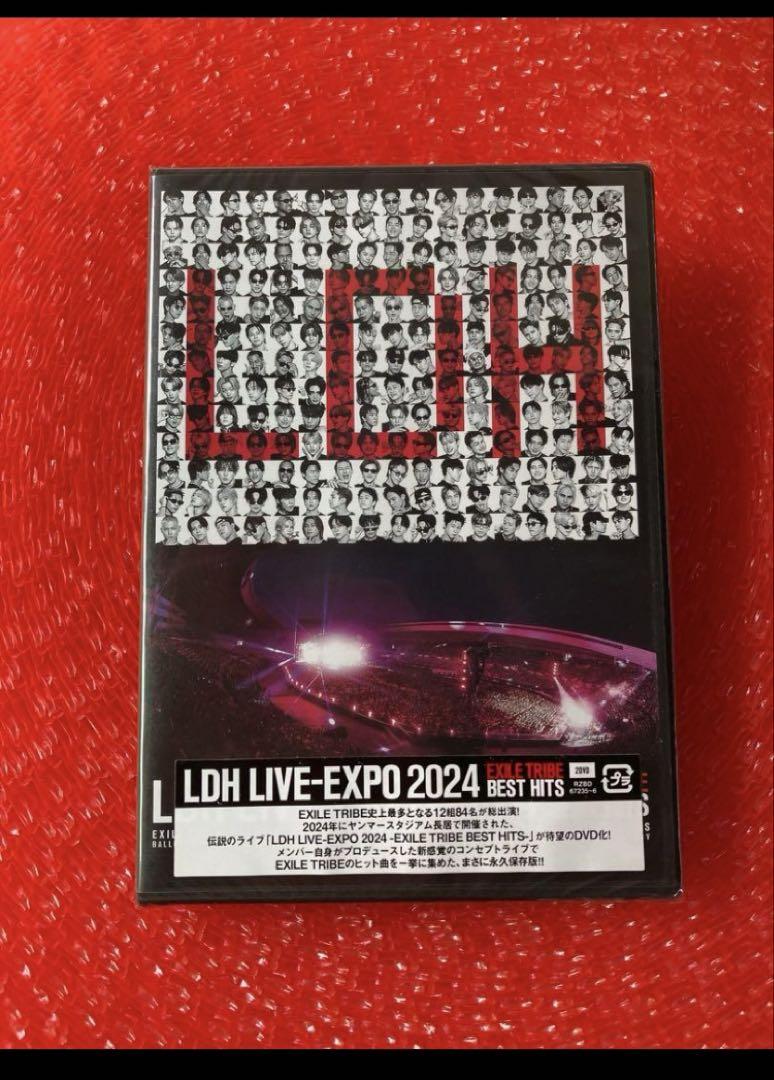 LDH
LDH LIVE-EXPO 2024 EXILE TRIBE BEST HITS
2DVD
RZBD
67235~6
プラ
EXILE TRIBE史上最多となる12組84名が総出演!
2024年にヤンマースタジアム長居で開催された、
伝説のライブ「LDH LIVE-EXPO 2024 -EXILE TRIBE BEST HITS-」が待望のDVD化!
メンバー自身がプロデュースした新感覚のコンセプトライブで
EXILE TRIBEのヒット曲を一挙に集めた、まさに永久保存版!!